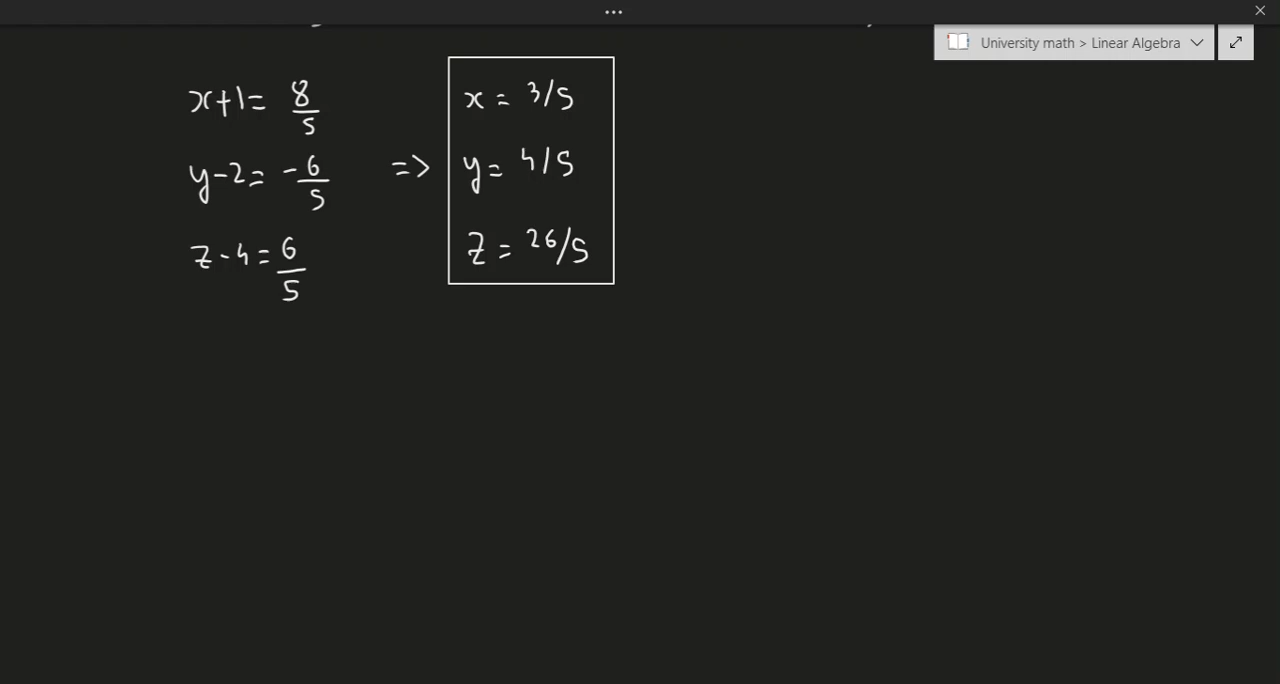 University math > Linear Algebra
x+1= 8/5
y-2= -6/5 =>
z-4= 6/5
x = 3/5
y= 4/5
z = 26/5